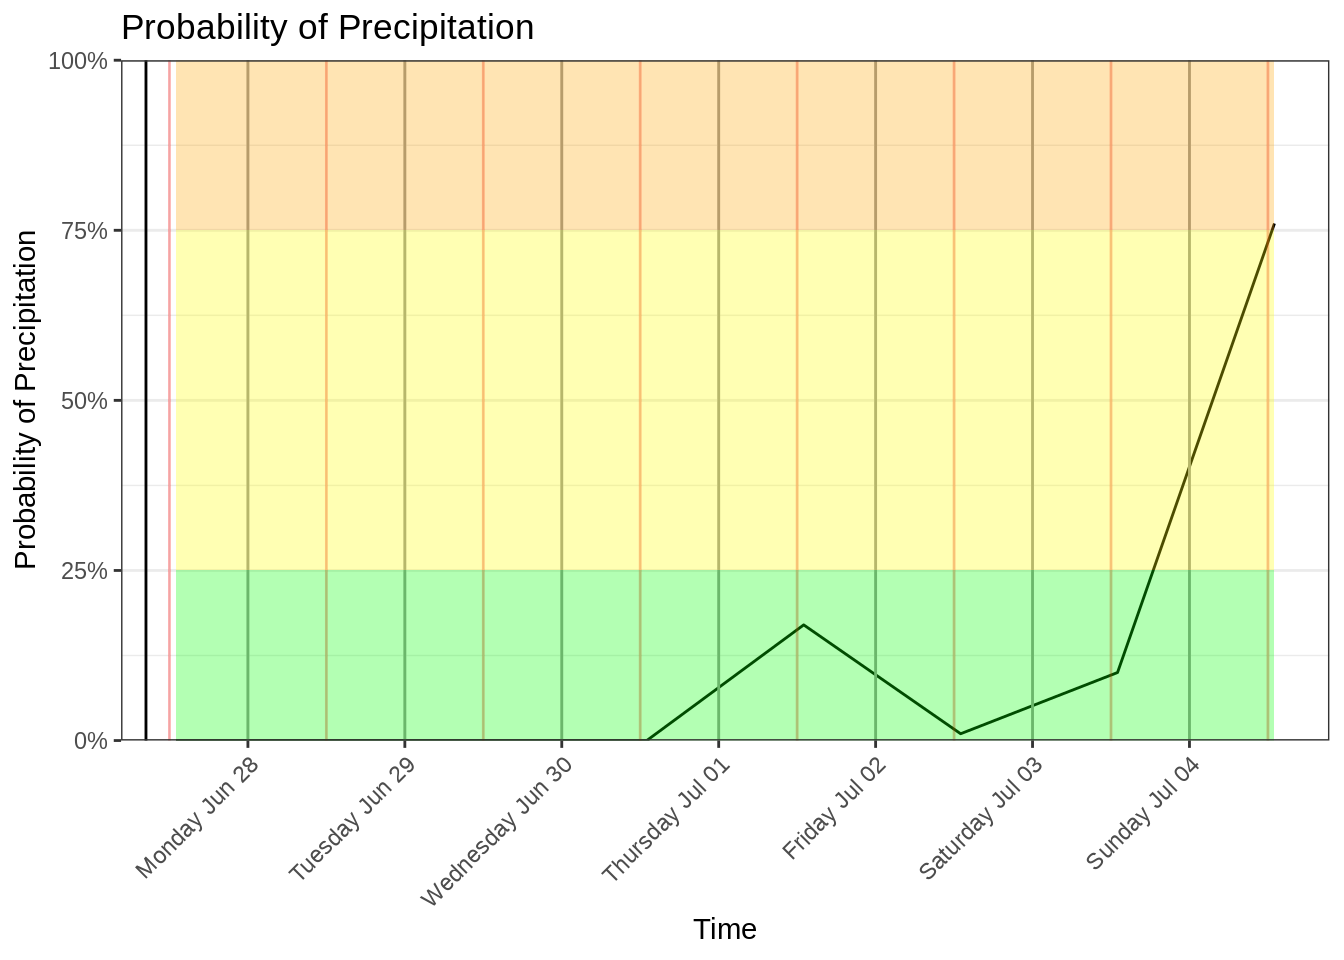 Probability of Precipitation
Probability of Precipitation
100%
75%
50%
25%
0%
Monday Jun 28
Tuesday Jun 29
Wednesday Jun 30
Thursday Jul 01
Friday Jul 02
Saturday Jul 03
Sunday Jul 04
Time